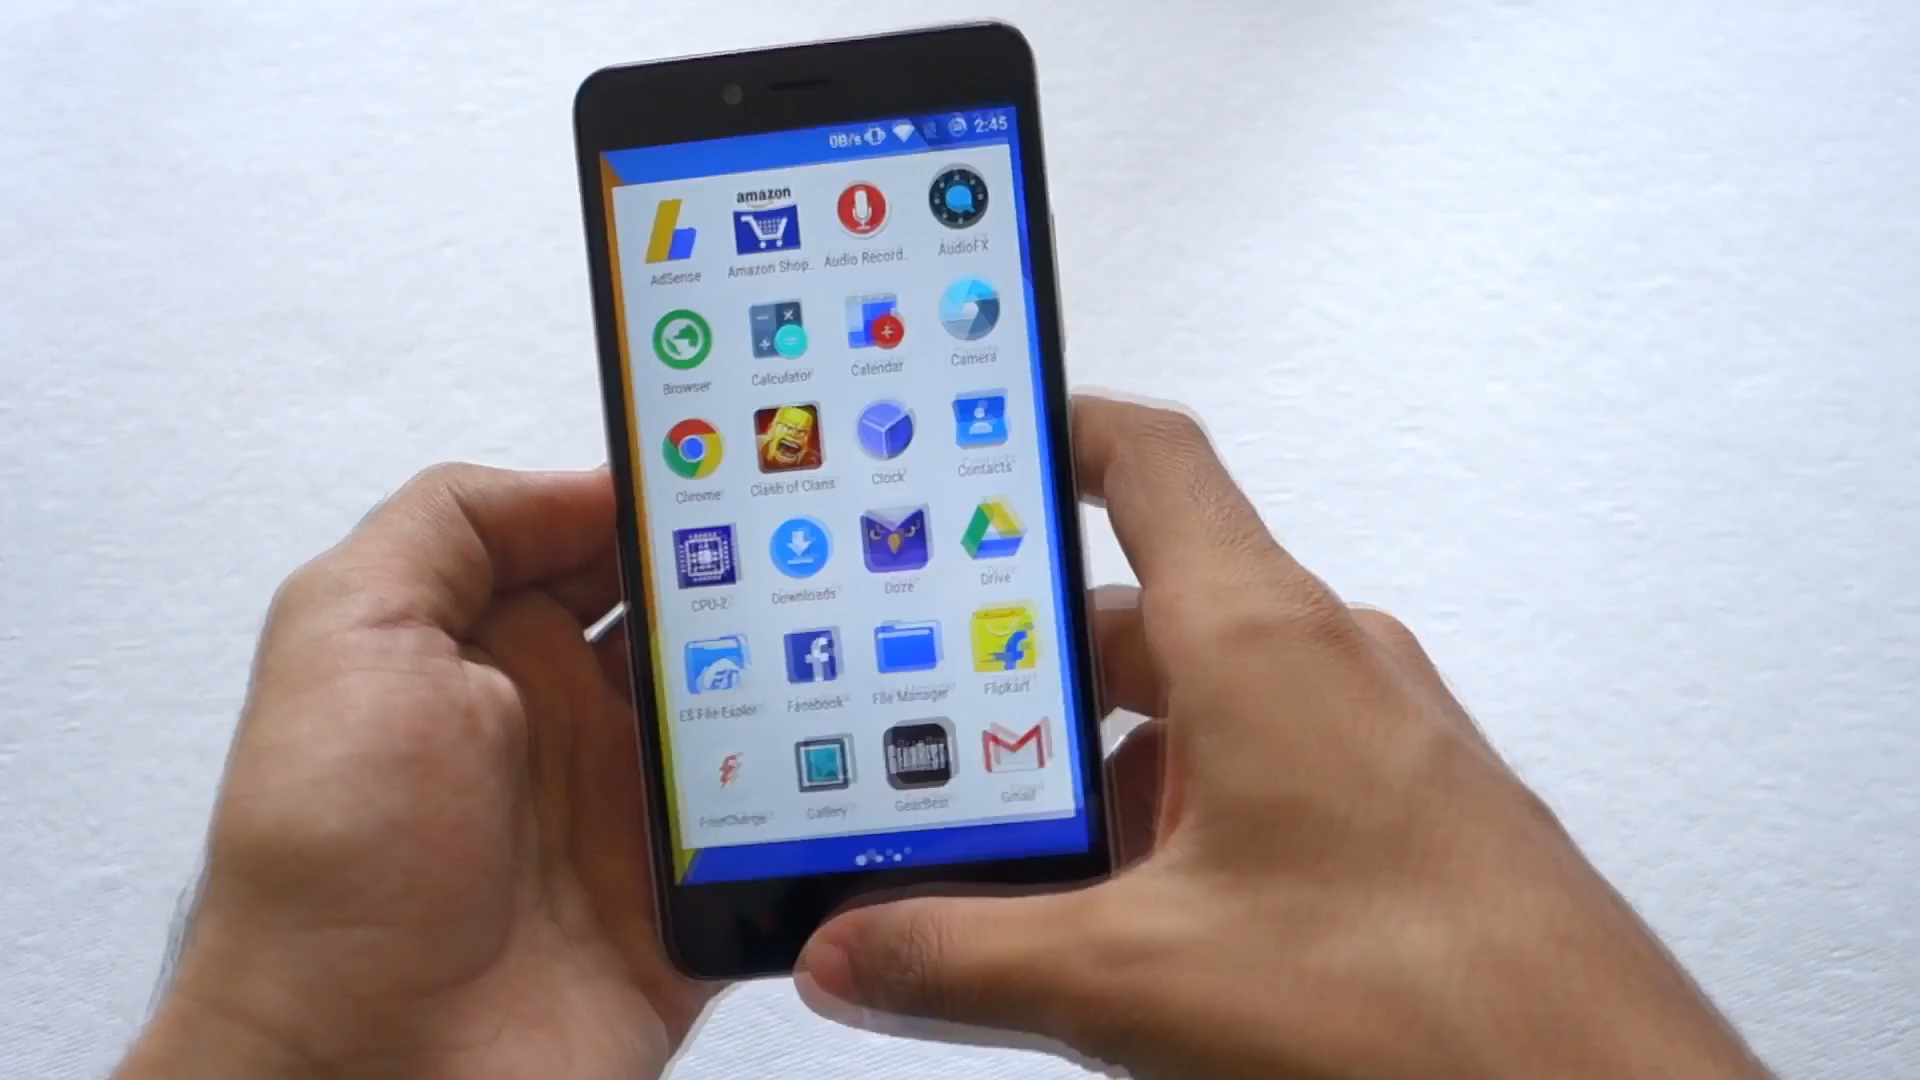 0B/s 2:45
amazon
AdSense Amazon Shop.. Audio Record.. AudioFX
Browser Calculator Calendar Camera
Chrome Clash of Clans Clock Contacts
CPU-Z Downloads Doze Drive
ES File Explor Facebook File Manager Flipkart
GearBest
FreeCharge Gallery GearBest Gmail